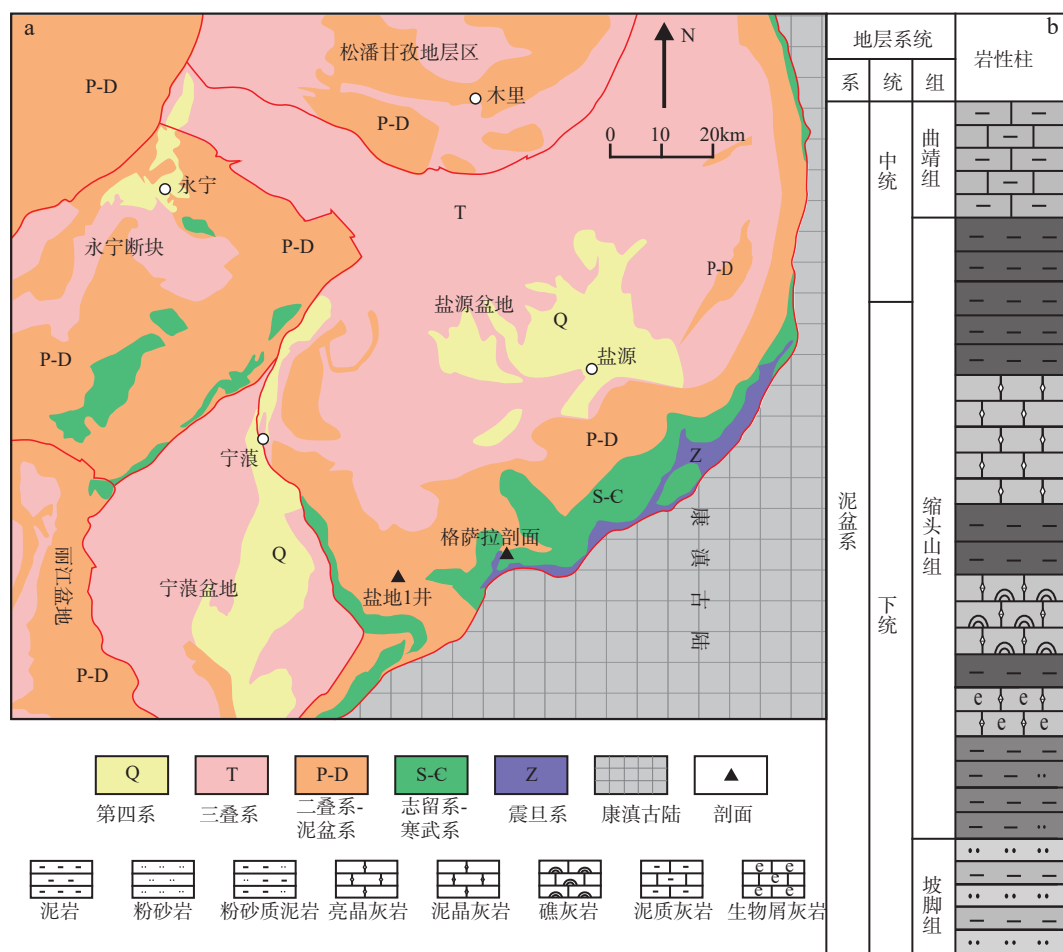 a
松潘甘孜地层区
N
P-D
木里
P-D
0 10 20km
永宁
T
永宁断块
P-D
P-D
盐源盆地
Q
盐源
P-D
P-D
宁蒗
Z
S-Є
康滇古陆
格萨拉剖面
Q
丽江盆地
宁蒗盆地
盐地1井
P-D
b
地层系统
岩性柱
系
统
组
泥盆系
中统
下统
曲靖组
缩头山组
坡脚组
e e
e e
Q
T
P-D
S-Є
Z
第四系
三叠系
二叠系-
泥盆系
志留系-
寒武系
震旦系
康滇古陆
剖面
e e
e
e e
泥岩
粉砂岩
粉砂质泥岩
亮晶灰岩
泥晶灰岩
礁灰岩
泥质灰岩
生物屑灰岩